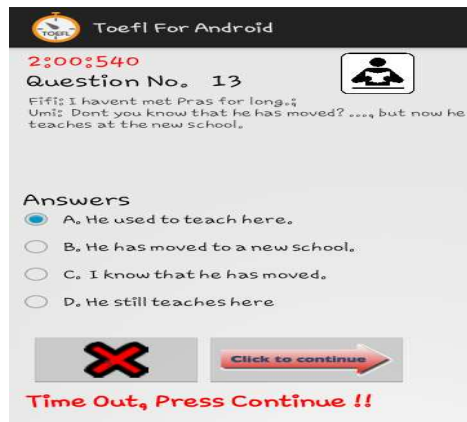 TOEFL
Toefl For Android
2:00:540
Question No. 13
Fifi: I havent met Pras for long.;
Umi: Dont you know that he has moved? ...., but now he
teaches at the new school.
Answers
A. He used to teach here.
B. He has moved to a new school.
C. I know that he has moved.
D. He still teaches here
Click to continue
Time Out, Press Continue !!